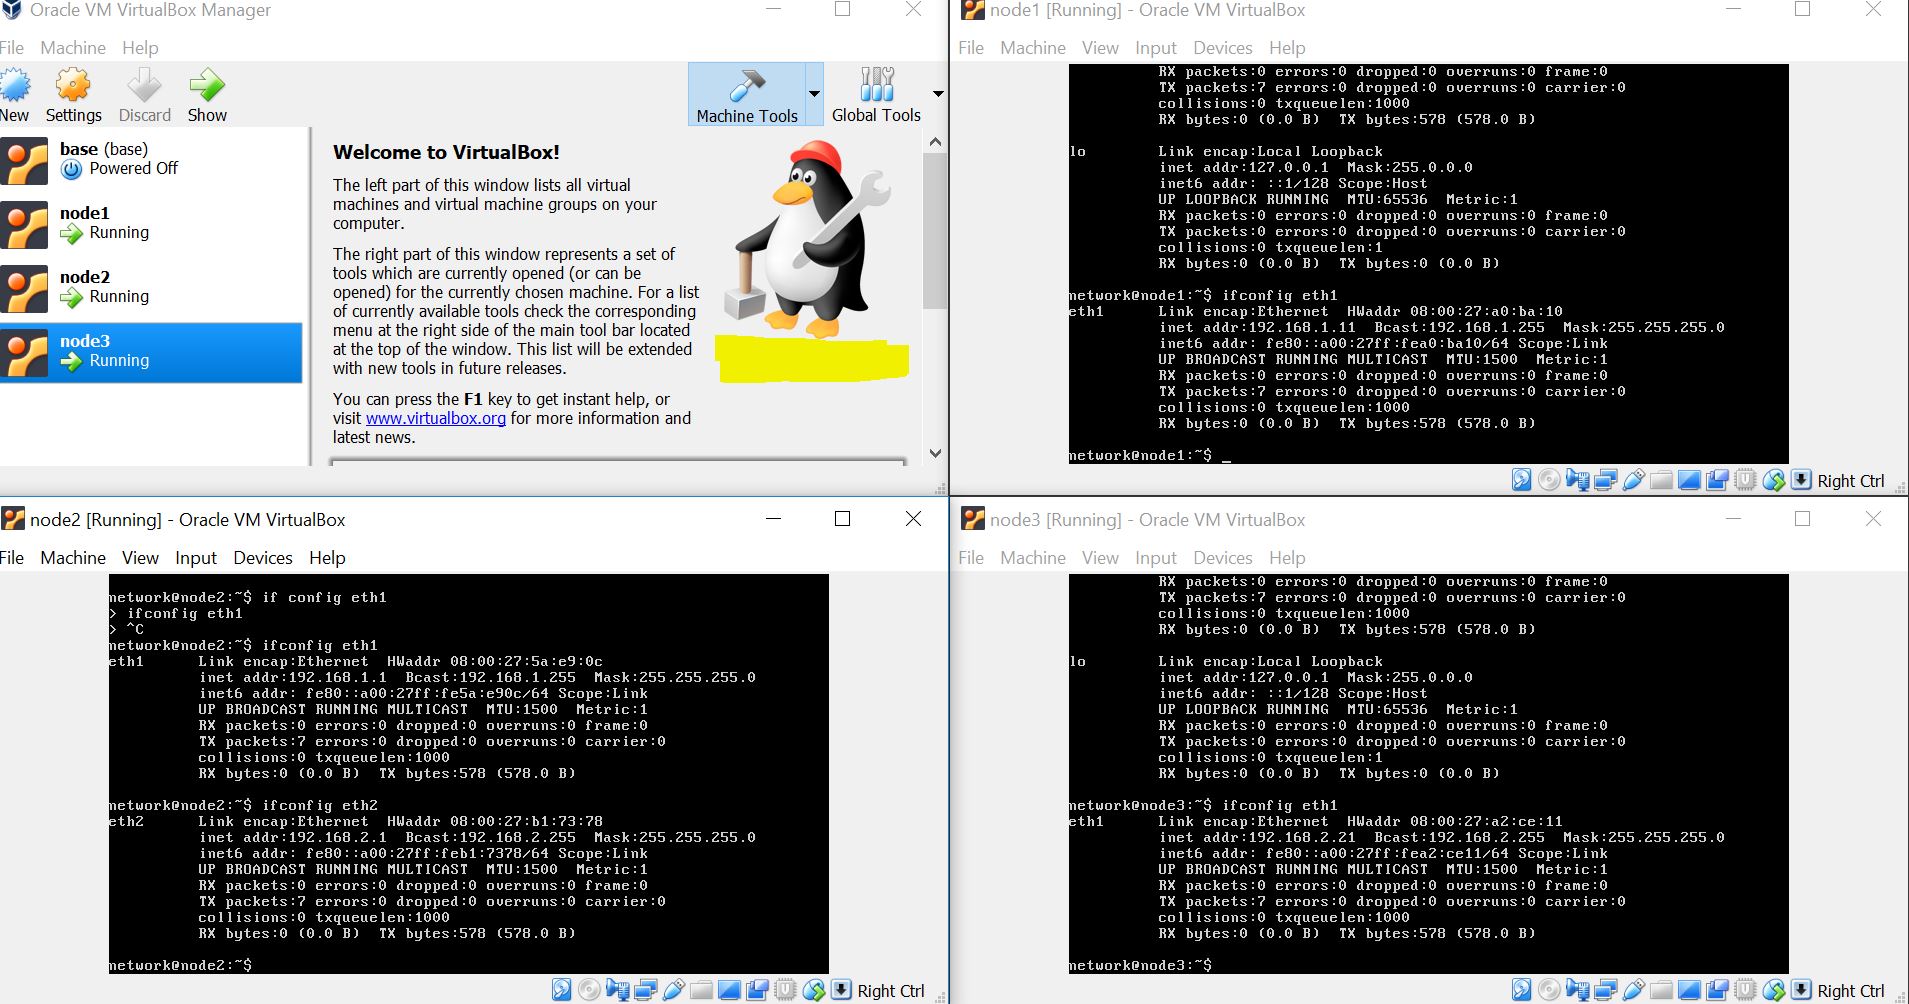 Oracle VM VirtualBox Manager
File Machine Help
New Settings Discard Show
Machine Tools Global Tools
base (base)
Powered Off
node1
Running
node2
Running
node3
Running
Welcome to VirtualBox!
The left part of this window lists all virtual
machines and virtual machine groups on your
computer.
The right part of this window represents a set of
tools which are currently opened (or can be
opened) for the currently chosen machine. For a list
of currently available tools check the corresponding
menu at the right side of the main tool bar located
at the top of the window. This list will be extended
with new tools in future releases.
You can press the F1 key to get instant help, or
visit www.virtualbox.org for more information and
latest news.
node1 [Running] - Oracle VM VirtualBox
File Machine View Input Devices Help
RX packets:0 errors:0 dropped:0 overruns:0 frame:0
TX packets:7 errors:0 dropped:0 overruns:0 carrier:0
collisions:0 txqueuelen:1000
RX bytes:0 (0.0 B)  TX bytes:578 (578.0 B)
lo Link encap:Local Loopback
inet addr:127.0.0.1  Mask:255.0.0.0
inet6 addr: ::1/128 Scope:Host
UP LOOPBACK RUNNING  MTU:65536  Metric:1
RX packets:0 errors:0 dropped:0 overruns:0 frame:0
TX packets:0 errors:0 dropped:0 overruns:0 carrier:0
collisions:0 txqueuelen:1
RX bytes:0 (0.0 B)  TX bytes:0 (0.0 B)
network@node1:~$ ifconfig eth1
eth1 Link encap:Ethernet  HWaddr 08:00:27:a0:ba:10
inet addr:192.168.1.11  Bcast:192.168.1.255  Mask:255.255.255.0
inet6 addr: fe80::a00:27ff:fea0:ba10/64 Scope:Link
UP BROADCAST RUNNING MULTICAST  MTU:1500  Metric:1
RX packets:0 errors:0 dropped:0 overruns:0 frame:0
TX packets:7 errors:0 dropped:0 overruns:0 carrier:0
collisions:0 txqueuelen:1000
RX bytes:0 (0.0 B)  TX bytes:578 (578.0 B)
network@node1:~$ _
Right Ctrl
node2 [Running] - Oracle VM VirtualBox
File Machine View Input Devices Help
network@node2:~$ if config eth1
> ifconfig eth1
> ^C
network@node2:~$ ifconfig eth1
eth1 Link encap:Ethernet  HWaddr 08:00:27:5a:e9:0c
inet addr:192.168.1.1  Bcast:192.168.1.255  Mask:255.255.255.0
inet6 addr: fe80::a00:27ff:fe5a:e90c/64 Scope:Link
UP BROADCAST RUNNING MULTICAST  MTU:1500  Metric:1
RX packets:0 errors:0 dropped:0 overruns:0 frame:0
TX packets:7 errors:0 dropped:0 overruns:0 carrier:0
collisions:0 txqueuelen:1000
RX bytes:0 (0.0 B)  TX bytes:578 (578.0 B)
network@node2:~$ ifconfig eth2
eth2 Link encap:Ethernet  HWaddr 08:00:27:b1:73:78
inet addr:192.168.2.1  Bcast:192.168.2.255  Mask:255.255.255.0
inet6 addr: fe80::a00:27ff:feb1:7378/64 Scope:Link
UP BROADCAST RUNNING MULTICAST  MTU:1500  Metric:1
RX packets:0 errors:0 dropped:0 overruns:0 frame:0
TX packets:7 errors:0 dropped:0 overruns:0 carrier:0
collisions:0 txqueuelen:1000
RX bytes:0 (0.0 B)  TX bytes:578 (578.0 B)
network@node2:~$
Right Ctrl
node3 [Running] - Oracle VM VirtualBox
File Machine View Input Devices Help
RX packets:0 errors:0 dropped:0 overruns:0 frame:0
TX packets:7 errors:0 dropped:0 overruns:0 carrier:0
collisions:0 txqueuelen:1000
RX bytes:0 (0.0 B)  TX bytes:578 (578.0 B)
lo Link encap:Local Loopback
inet addr:127.0.0.1  Mask:255.0.0.0
inet6 addr: ::1/128 Scope:Host
UP LOOPBACK RUNNING  MTU:65536  Metric:1
RX packets:0 errors:0 dropped:0 overruns:0 frame:0
TX packets:0 errors:0 dropped:0 overruns:0 carrier:0
collisions:0 txqueuelen:1
RX bytes:0 (0.0 B)  TX bytes:0 (0.0 B)
network@node3:~$ ifconfig eth1
eth1 Link encap:Ethernet  HWaddr 08:00:27:a2:ce:11
inet addr:192.168.2.21  Bcast:192.168.2.255  Mask:255.255.255.0
inet6 addr: fe80::a00:27ff:fea2:ce11/64 Scope:Link
UP BROADCAST RUNNING MULTICAST  MTU:1500  Metric:1
RX packets:0 errors:0 dropped:0 overruns:0 frame:0
TX packets:7 errors:0 dropped:0 overruns:0 carrier:0
collisions:0 txqueuelen:1000
RX bytes:0 (0.0 B)  TX bytes:578 (578.0 B)
network@node3:~$
Right Ctrl